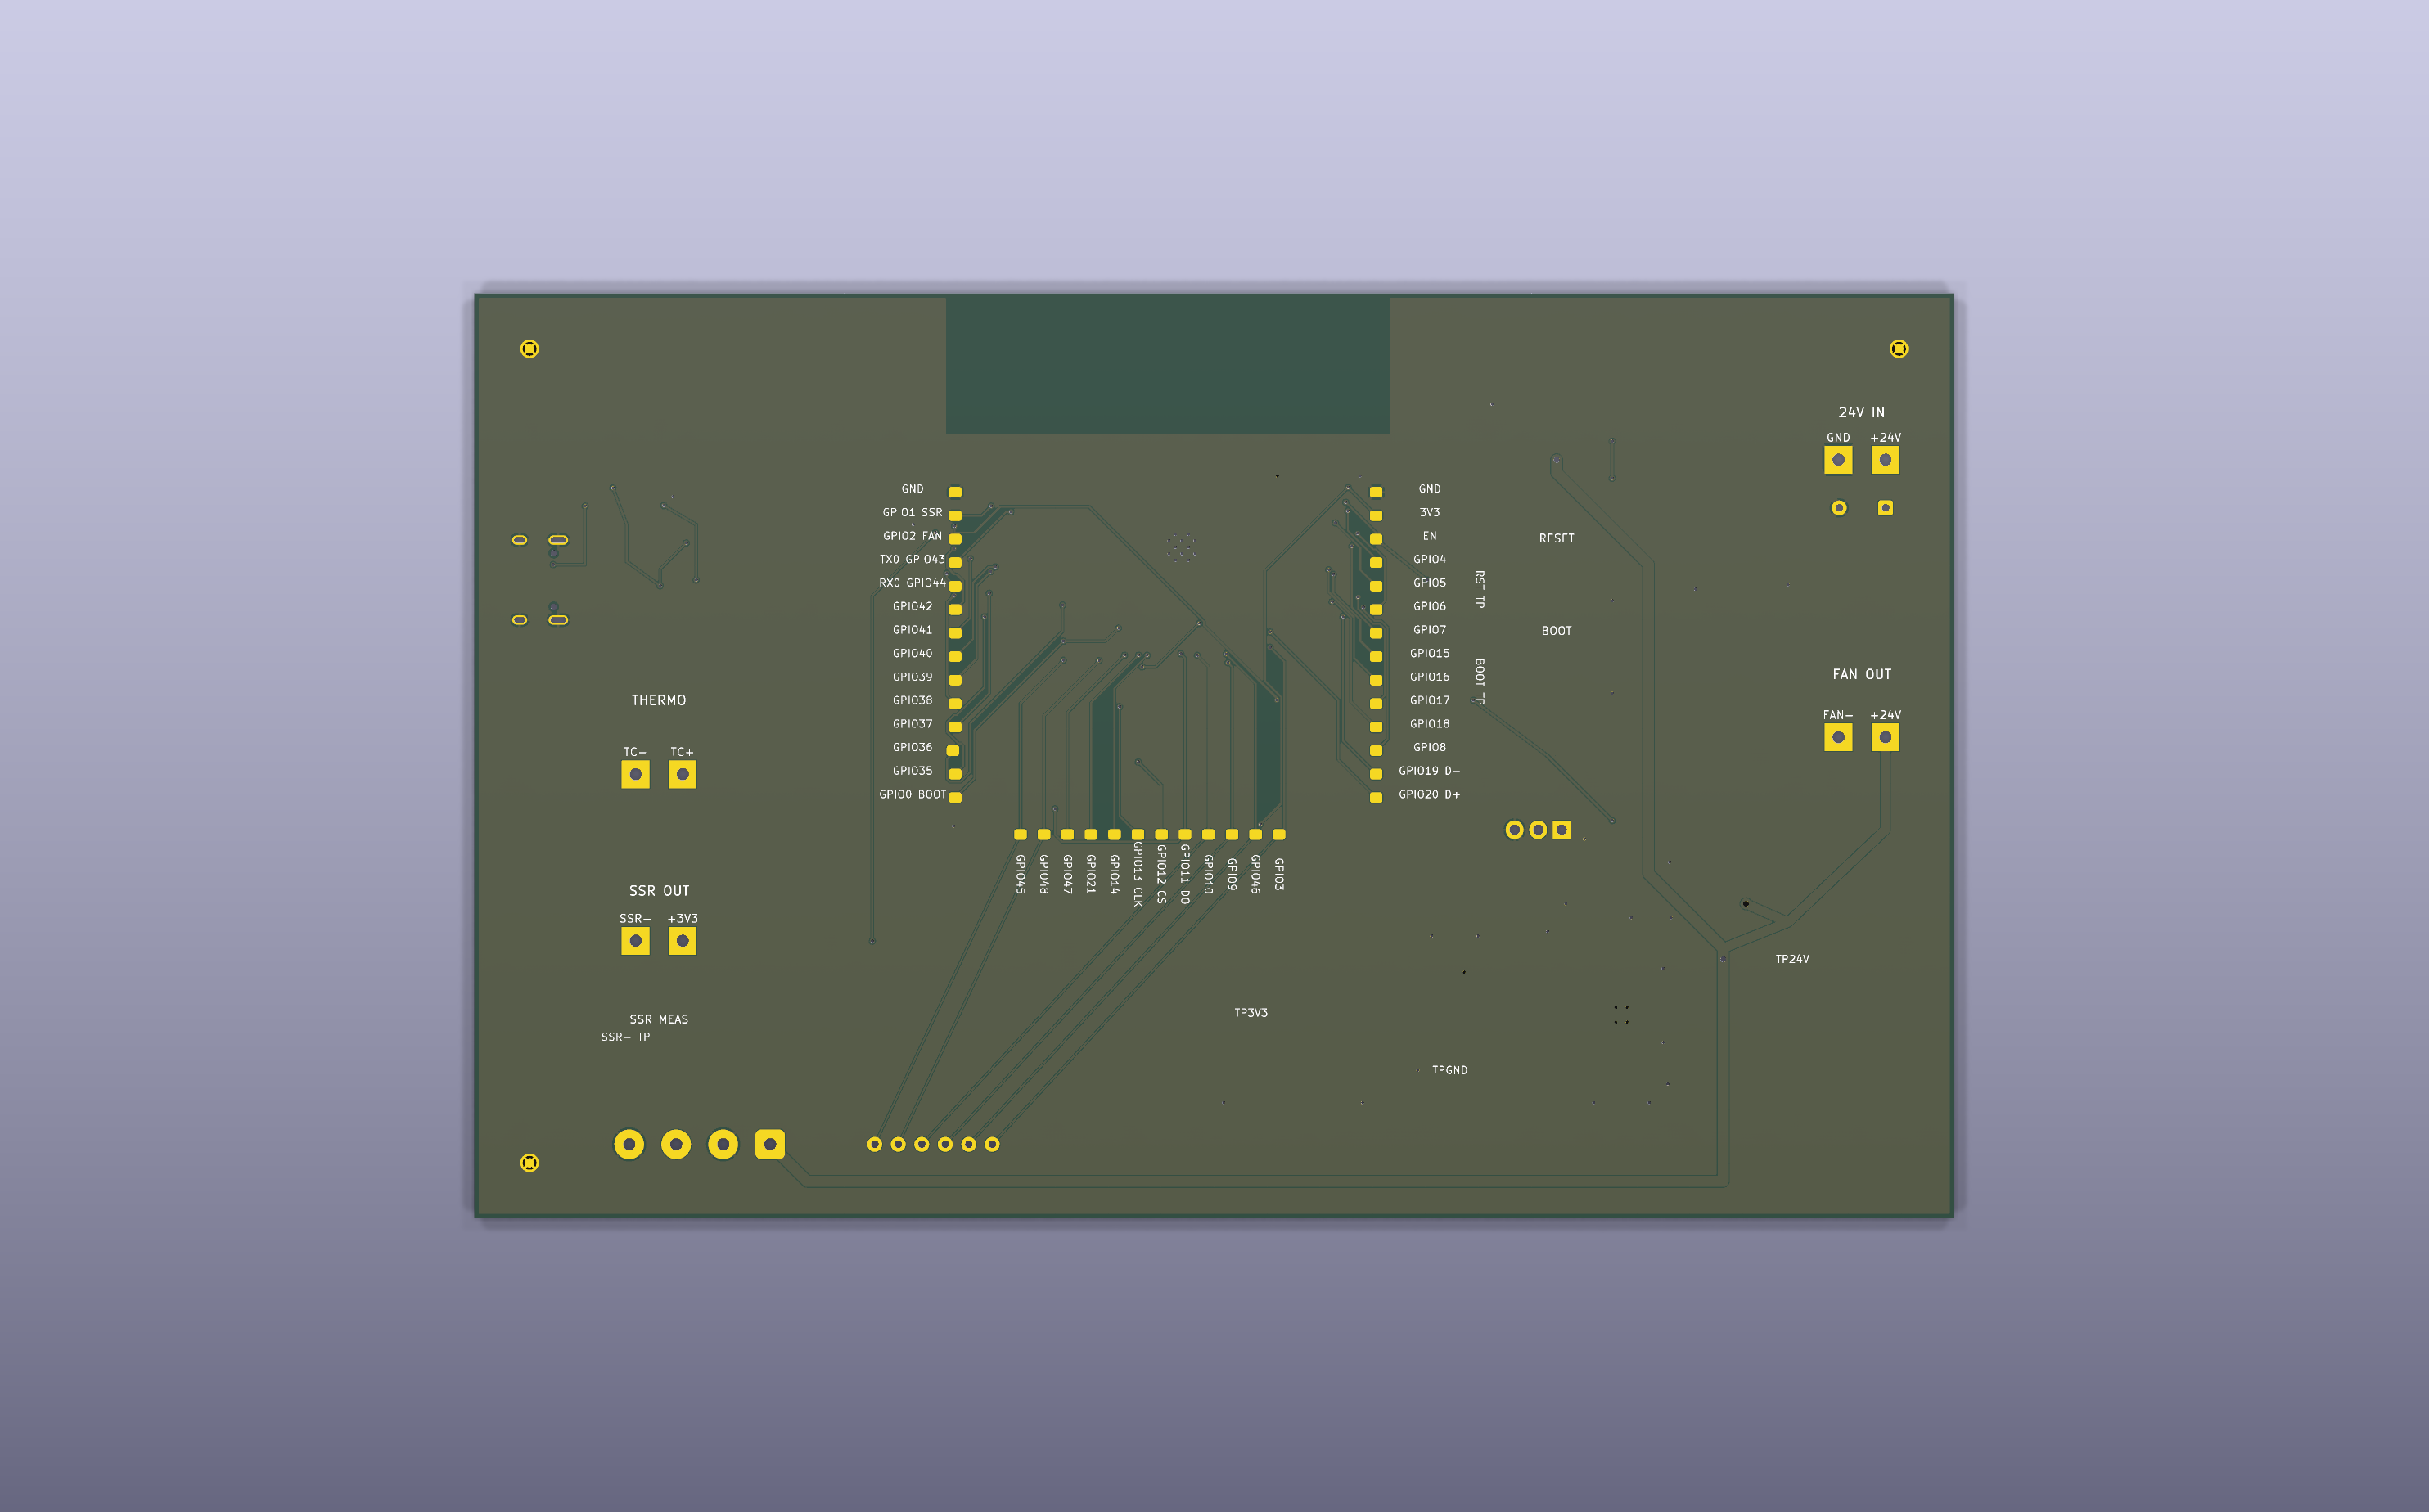 24V IN
GND +24V
GND
GPIO1 SSR
GPIO2 FAN
TX0 GPIO43
RX0 GPIO44
GPIO42
GPIO41
GPIO40
GPIO39
GPIO38
GPIO37
GPIO36
GPIO35
GPIO0 BOOT
GND
3V3
EN
GPIO4
GPIO5
GPIO6
GPIO7
GPIO15
GPIO16
GPIO17
GPIO18
GPIO8
GPIO19 D-
GPIO20 D+
RST TP
BOOT TP
RESET
BOOT
FAN OUT
FAN- +24V
THERMO
TC- TC+
GPIO45
GPIO48
GPIO47
GPIO21
GPIO14
GPIO13 CLK
GPIO12 CS
GPIO11 DO
GPIO10
GPIO9
GPIO46
GPIO3
SSR OUT
SSR- +3V3
TP24V
SSR MEAS
SSR- TP
TP3V3
TPGND